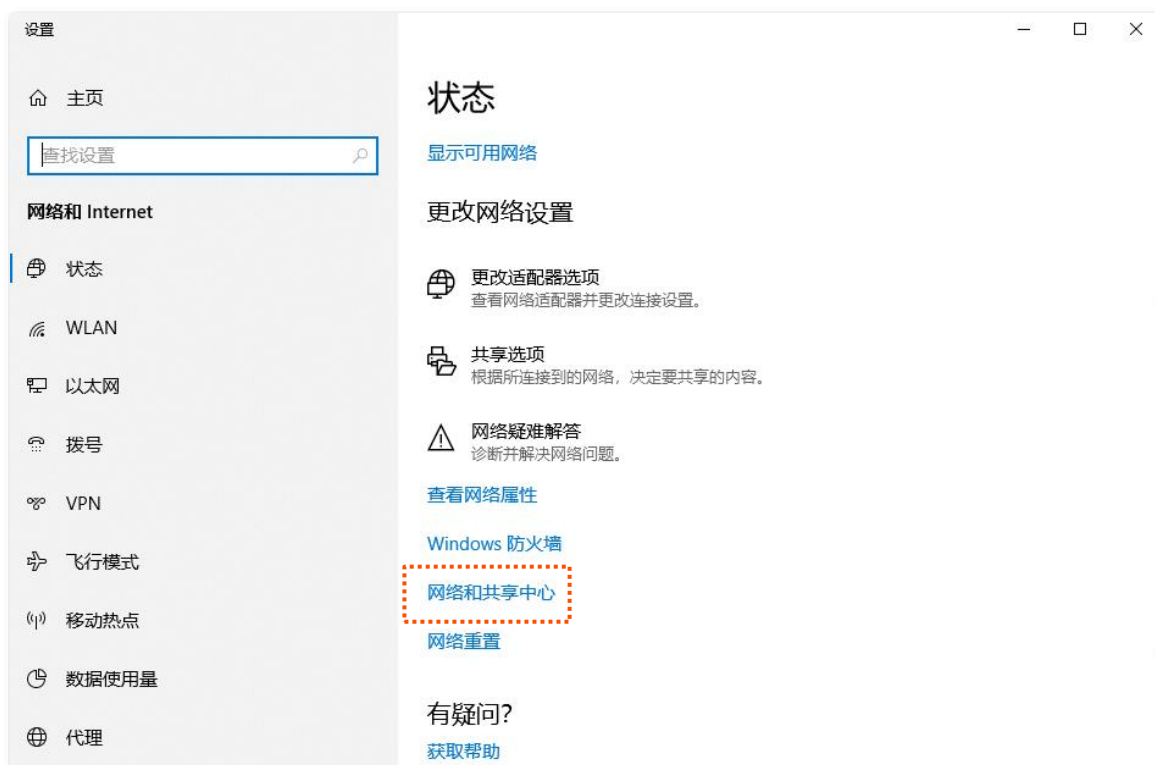 设置
主页
查找设置
网络和 Internet
状态
WLAN
以太网
拨号
VPN
飞行模式
移动热点
数据使用量
代理
状态
显示可用网络
更改网络设置
更改适配器选项
查看网络适配器并更改连接设置。
共享选项
根据所连接到的网络，决定要共享的内容。
网络疑难解答
诊断并解决网络问题。
查看网络属性
Windows 防火墙
网络和共享中心
网络重置
有疑问?
获取帮助